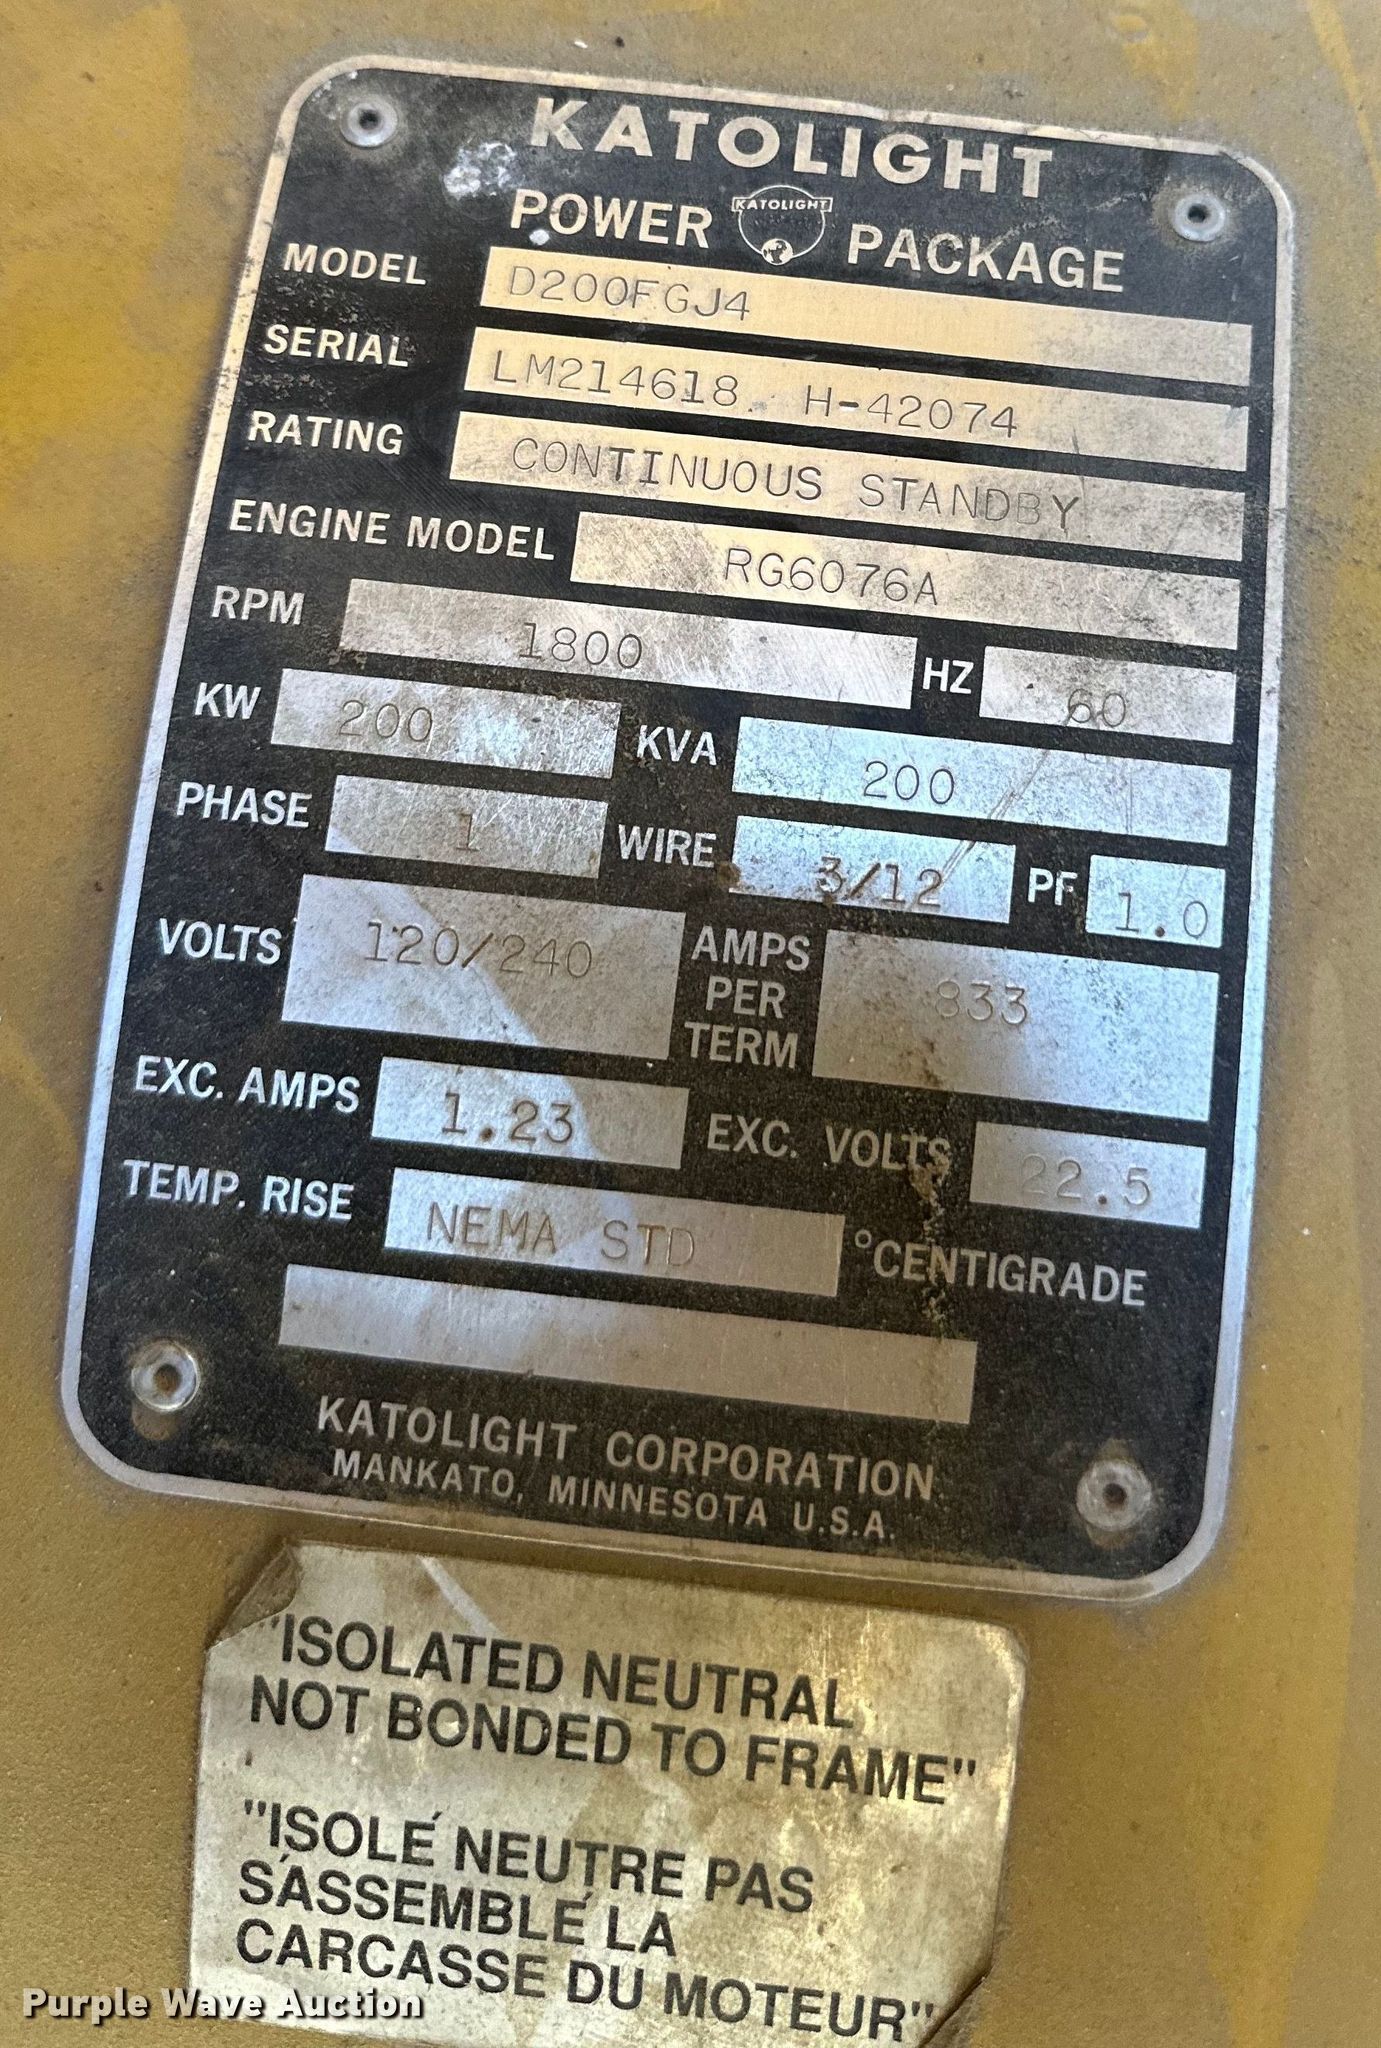 KATOLIGHT
POWER KATOLIGHT PACKAGE
MODEL D200FGJ4
SERIAL LM214618. H-42074
RATING CONTINUOUS STANDBY
ENGINE MODEL RG6076A
RPM 1800 HZ 60
KW 200 KVA 200
PHASE 1 WIRE 3/12 PF 1.0
VOLTS 120/240 AMPS PER TERM 833
EXC. AMPS 1.23 EXC. VOLTS 22.5
TEMP. RISE NEMA STD °CENTIGRADE
KATOLIGHT CORPORATION
MANKATO, MINNESOTA U.S.A.
"ISOLATED NEUTRAL
NOT BONDED TO FRAME"
"ISOLÉ NEUTRE PAS
S'ASSEMBLÉ LA
CARCASSE DU MOTEUR"
Purple Wave Auction